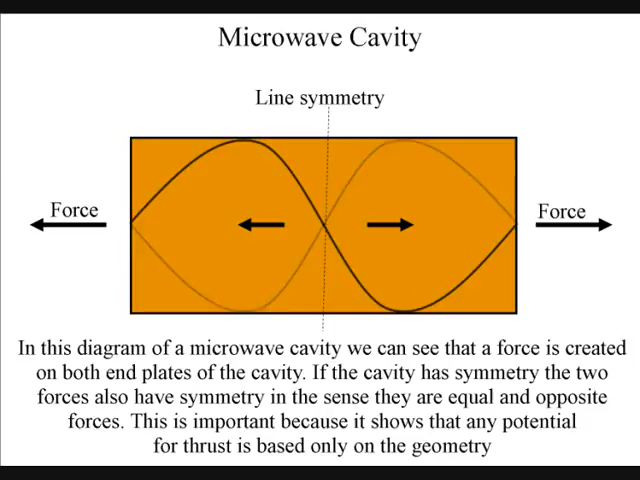 Microwave Cavity
Line symmetry
Force
Force
In this diagram of a microwave cavity we can see that a force is created
on both end plates of the cavity. If the cavity has symmetry the two
forces also have symmetry in the sense they are equal and opposite
forces. This is important because it shows that any potential
for thrust is based only on the geometry